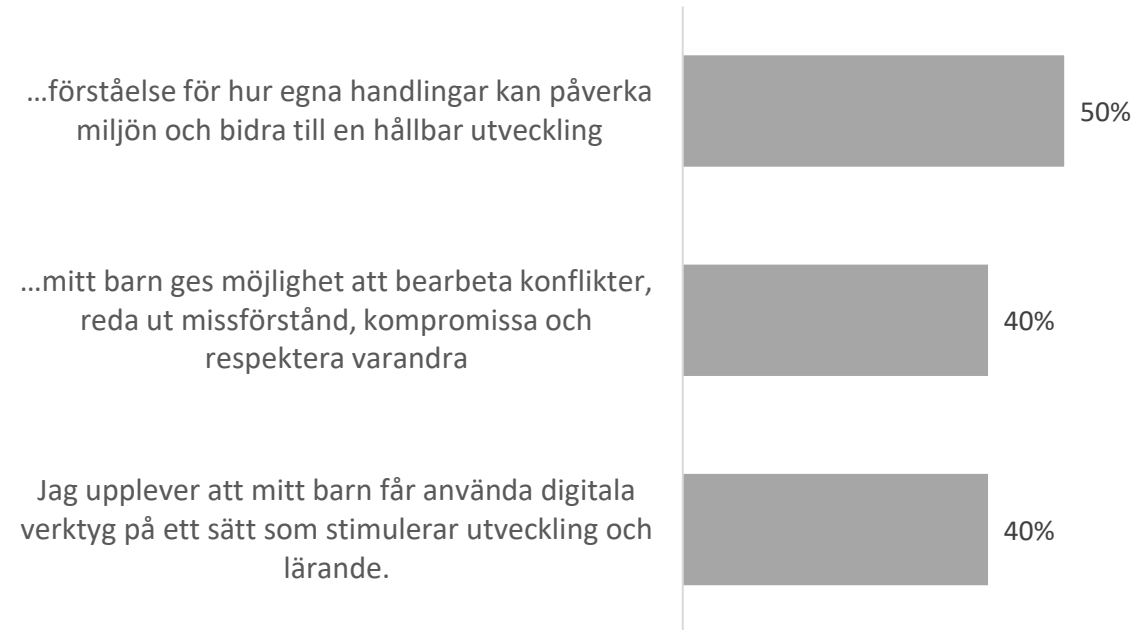 ...förståelse för hur egna handlingar kan påverka
miljön och bidra till en hållbar utveckling
50%
...mitt barn ges möjlighet att bearbeta konflikter,
reda ut missförstånd, kompromissa och
respektera varandra
40%
Jag upplever att mitt barn får använda digitala
verktyg på ett sätt som stimulerar utveckling och
lärande.
40%